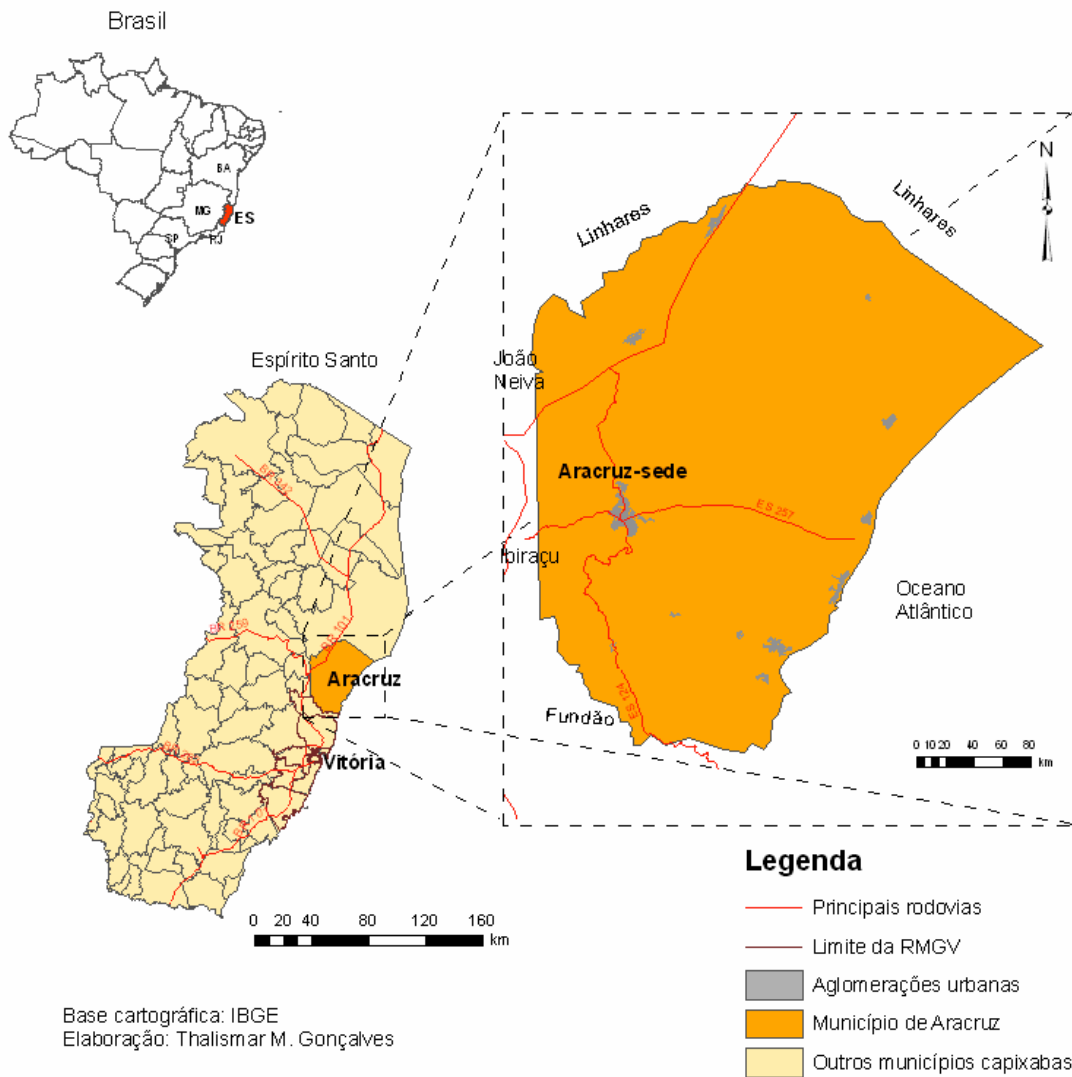 Brasil
BA
MG
ES
SP
RJ
N
Linhares
Linhares
João
Neiva
Espírito Santo
Aracruz-sede
ES 257
Ibiraçu
Oceano
Atlântico
BR 101
Aracruz
ES 124
Fundão
Vitória
0 10 20 40 60 80
km
Legenda
Principais rodovias
Limite da RMGV
Aglomerações urbanas
Município de Aracruz
Outros municípios capixabas
0 20 40 80 120 160
km
Base cartográfica: IBGE
Elaboração: Thalismar M. Gonçalves